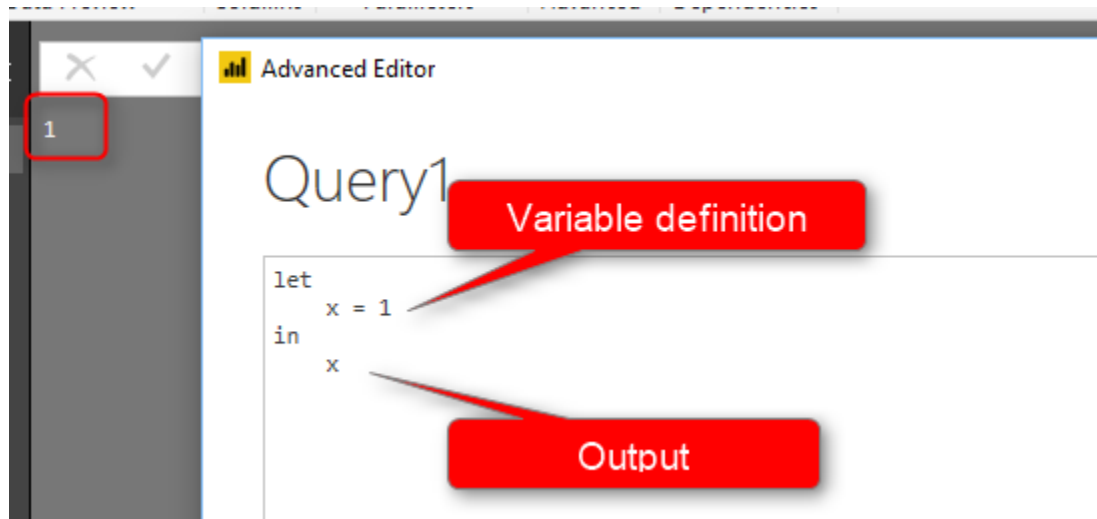 Advanced Editor
1
Query1
Variable definition
let
x = 1
in
x
Output